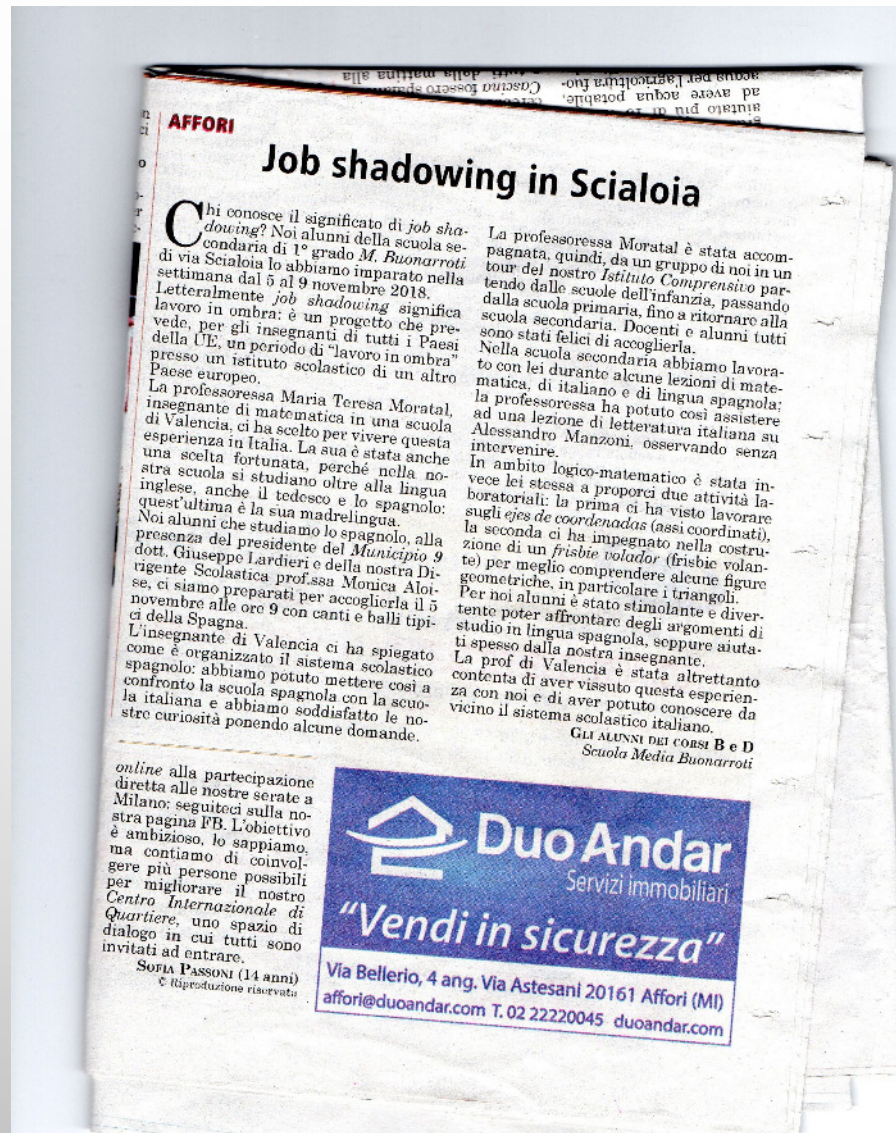 AFFORI
Job shadowing in Scialoia
Chi conosce il significato di job sha-
dowing? Noi alunni della scuola se-
condaria di 1° grado M. Buonarroti
di via Scialoia lo abbiamo imparato nella
settimana dal 5 al 9 novembre 2018.
Letteralmente job shadowing significa
lavoro in ombra: è un progetto che pre-
vede, per gli insegnanti di tutti i Paesi
della UE, un periodo di “lavoro in ombra”
presso un istituto scolastico di un altro
Paese europeo.
La professoressa Maria Teresa Moratal,
insegnante di matematica in una scuola
di Valencia, ci ha scelto per vivere questa
esperienza in Italia. La sua è stata anche
una scelta fortunata, perché nella no-
stra scuola si studiano oltre alla lingua
inglese, anche il tedesco e lo spagnolo:
quest'ultima è la sua madrelingua.
Noi alunni che studiamo lo spagnolo, alla
presenza del presidente del Municipio 9
dott. Giuseppe Lardieri e della nostra Di-
rigente Scolastica prof.ssa Monica Aloi-
se, ci siamo preparati per accoglierla il 5
novembre alle ore 9 con canti e balli tipi-
ci della Spagna.
L'insegnante di Valencia ci ha spiegato
come è organizzato il sistema scolastico
spagnolo: abbiamo potuto mettere così a
confronto la scuola spagnola con la scuo-
la italiana e abbiamo soddisfatto le no-
stre curiosità ponendo alcune domande.
La professoressa Moratal è stata accom-
pagnata, quindi, da un gruppo di noi in un
tour del nostro Istituto Comprensivo par-
tendo dalle scuole dell'infanzia, passando
dalla scuola primaria, fino a ritornare alla
scuola secondaria. Docenti e alunni tutti
sono stati felici di accoglierla.
Nella scuola secondaria abbiamo lavora-
to con lei durante alcune lezioni di mate-
matica, di italiano e di lingua spagnola;
la professoressa ha potuto così assistere
ad una lezione di letteratura italiana su
Alessandro Manzoni, osservando senza
intervenire.
In ambito logico-matematico è stata in-
vece lei stessa a proporci due attività la-
boratoriali: la prima ci ha visto lavorare
sugli ejes de coordenadas (assi coordinati),
la seconda ci ha impegnato nella costru-
zione di un frisbie volador (frisbie volan-
te) per meglio comprendere alcune figure
geometriche, in particolare i triangoli.
Per noi alunni è stato stimolante e diver-
tente poter affrontare degli argomenti di
studio in lingua spagnola, seppure aiuta-
ti spesso dalla nostra insegnante.
La prof di Valencia è stata altrettanto
contenta di aver vissuto questa esperien-
za con noi e di aver potuto conoscere da
vicino il sistema scolastico italiano.
GLI ALUNNI DEI CORSI B e D
Scuola Media Buonarroti
online alla partecipazione
diretta alle nostre serate a
Milano: seguiteci sulla no-
stra pagina FB. L'obiettivo
è ambizioso, lo sappiamo,
ma contiamo di coinvol-
gere più persone possibili
per migliorare il nostro
Centro Internazionale di
Quartiere, uno spazio di
dialogo in cui tutti sono
invitati ad entrare.
SOFIA PASSONI (14 anni)
© Riproduzione riservata
Duo Andar
Servizi immobiliari
“Vendi in sicurezza”
Via Bellerio, 4 ang. Via Astesani 20161 Affori (MI)
affori@duoandar.com T. 02 22220045 duoandar.com